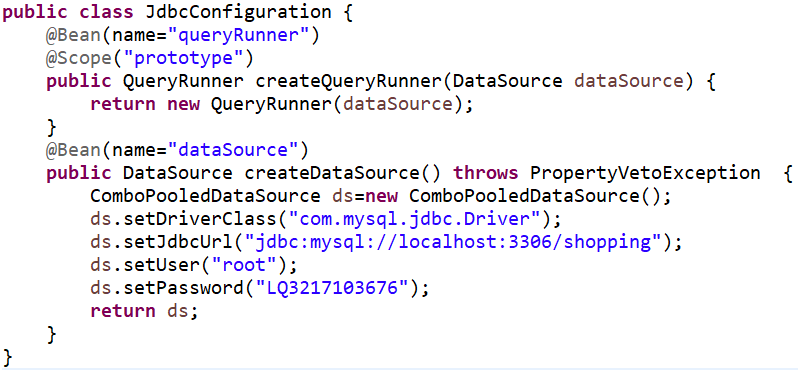 public class JdbcConfiguration {
    @Bean(name="queryRunner")
    @Scope("prototype")
    public QueryRunner createQueryRunner(DataSource dataSource) {
        return new QueryRunner(dataSource);
    }
    @Bean(name="dataSource")
    public DataSource createDataSource() throws PropertyVetoException  {
        ComboPooledDataSource ds=new ComboPooledDataSource();
        ds.setDriverClass("com.mysql.jdbc.Driver");
        ds.setJdbcUrl("jdbc:mysql://localhost:3306/shopping");
        ds.setUser("root");
        ds.setPassword("LQ3217103676");
        return ds;
    }
}